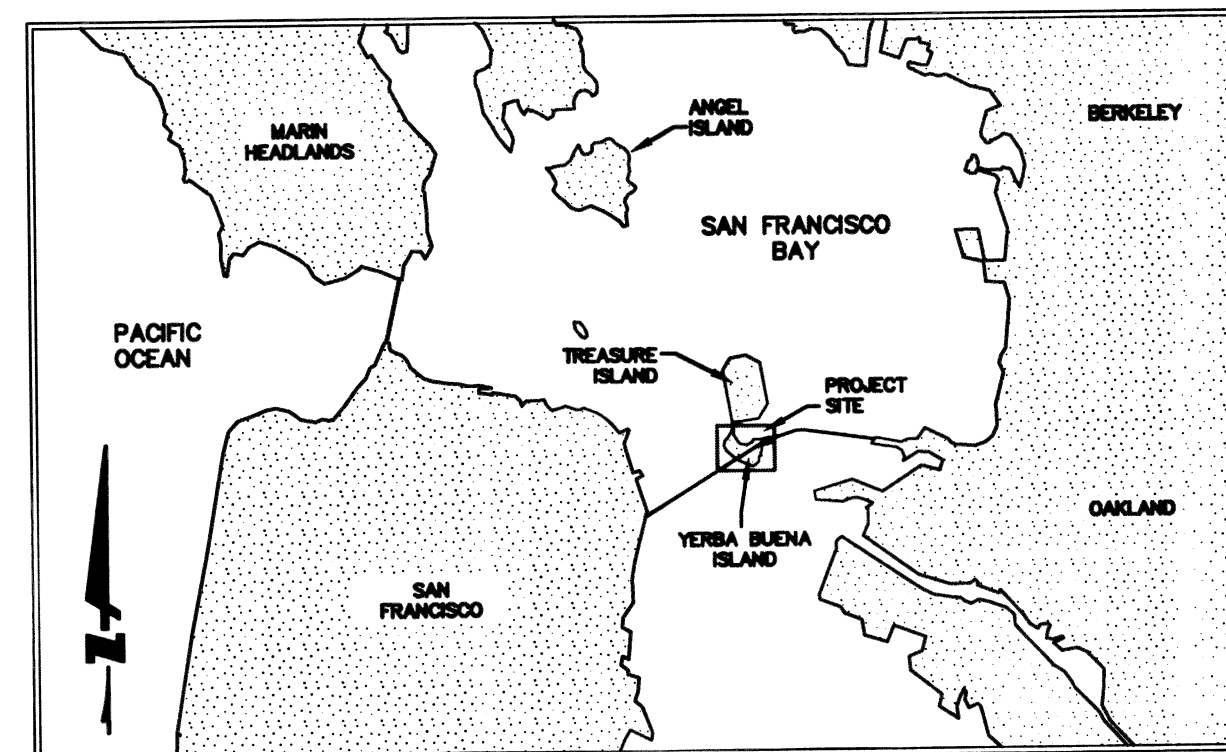 MARIN
HEADLANDS
ANGEL
ISLAND
BERKELEY
SAN FRANCISCO
BAY
PACIFIC
OCEAN
TREASURE
ISLAND
PROJECT
SITE
OAKLAND
YERBA BUENA
ISLAND
SAN
FRANCISCO
N